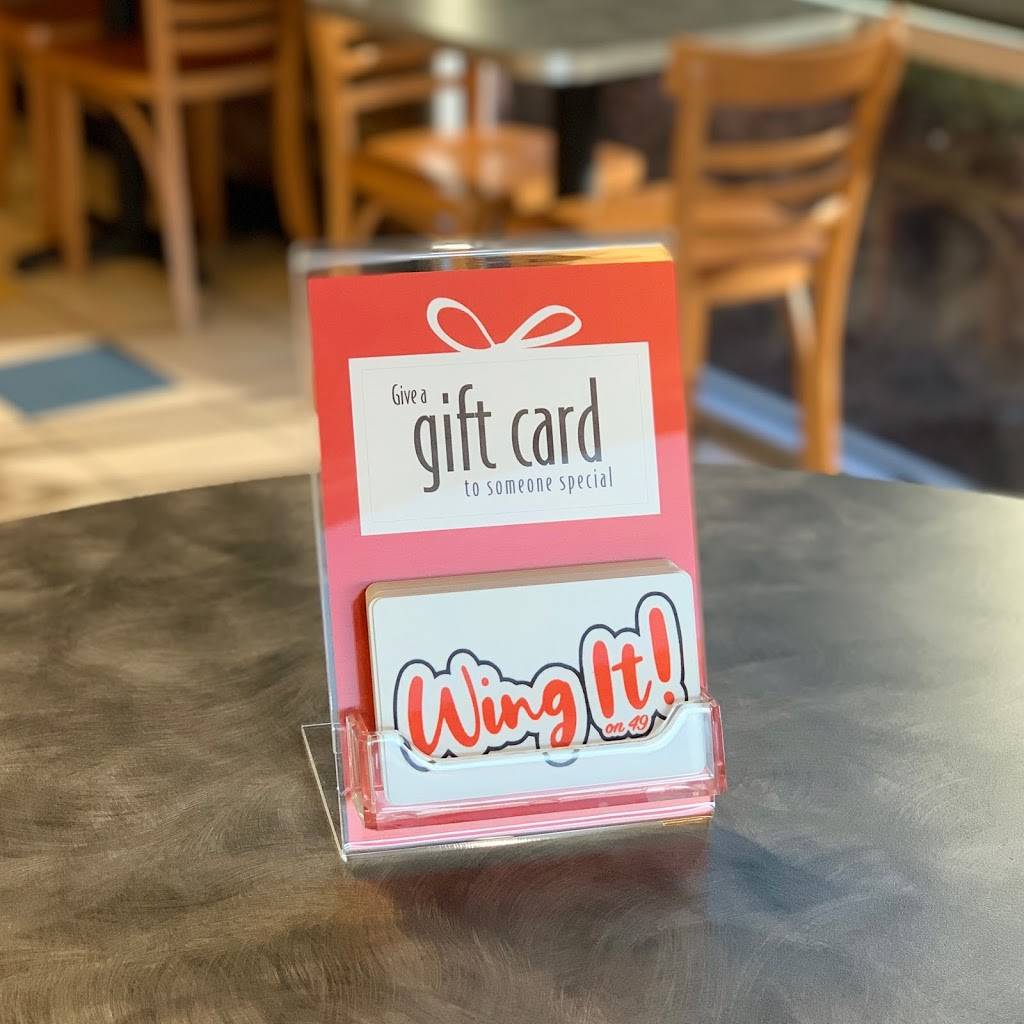 Give a
gift card
to someone special
Wing It!
on 49